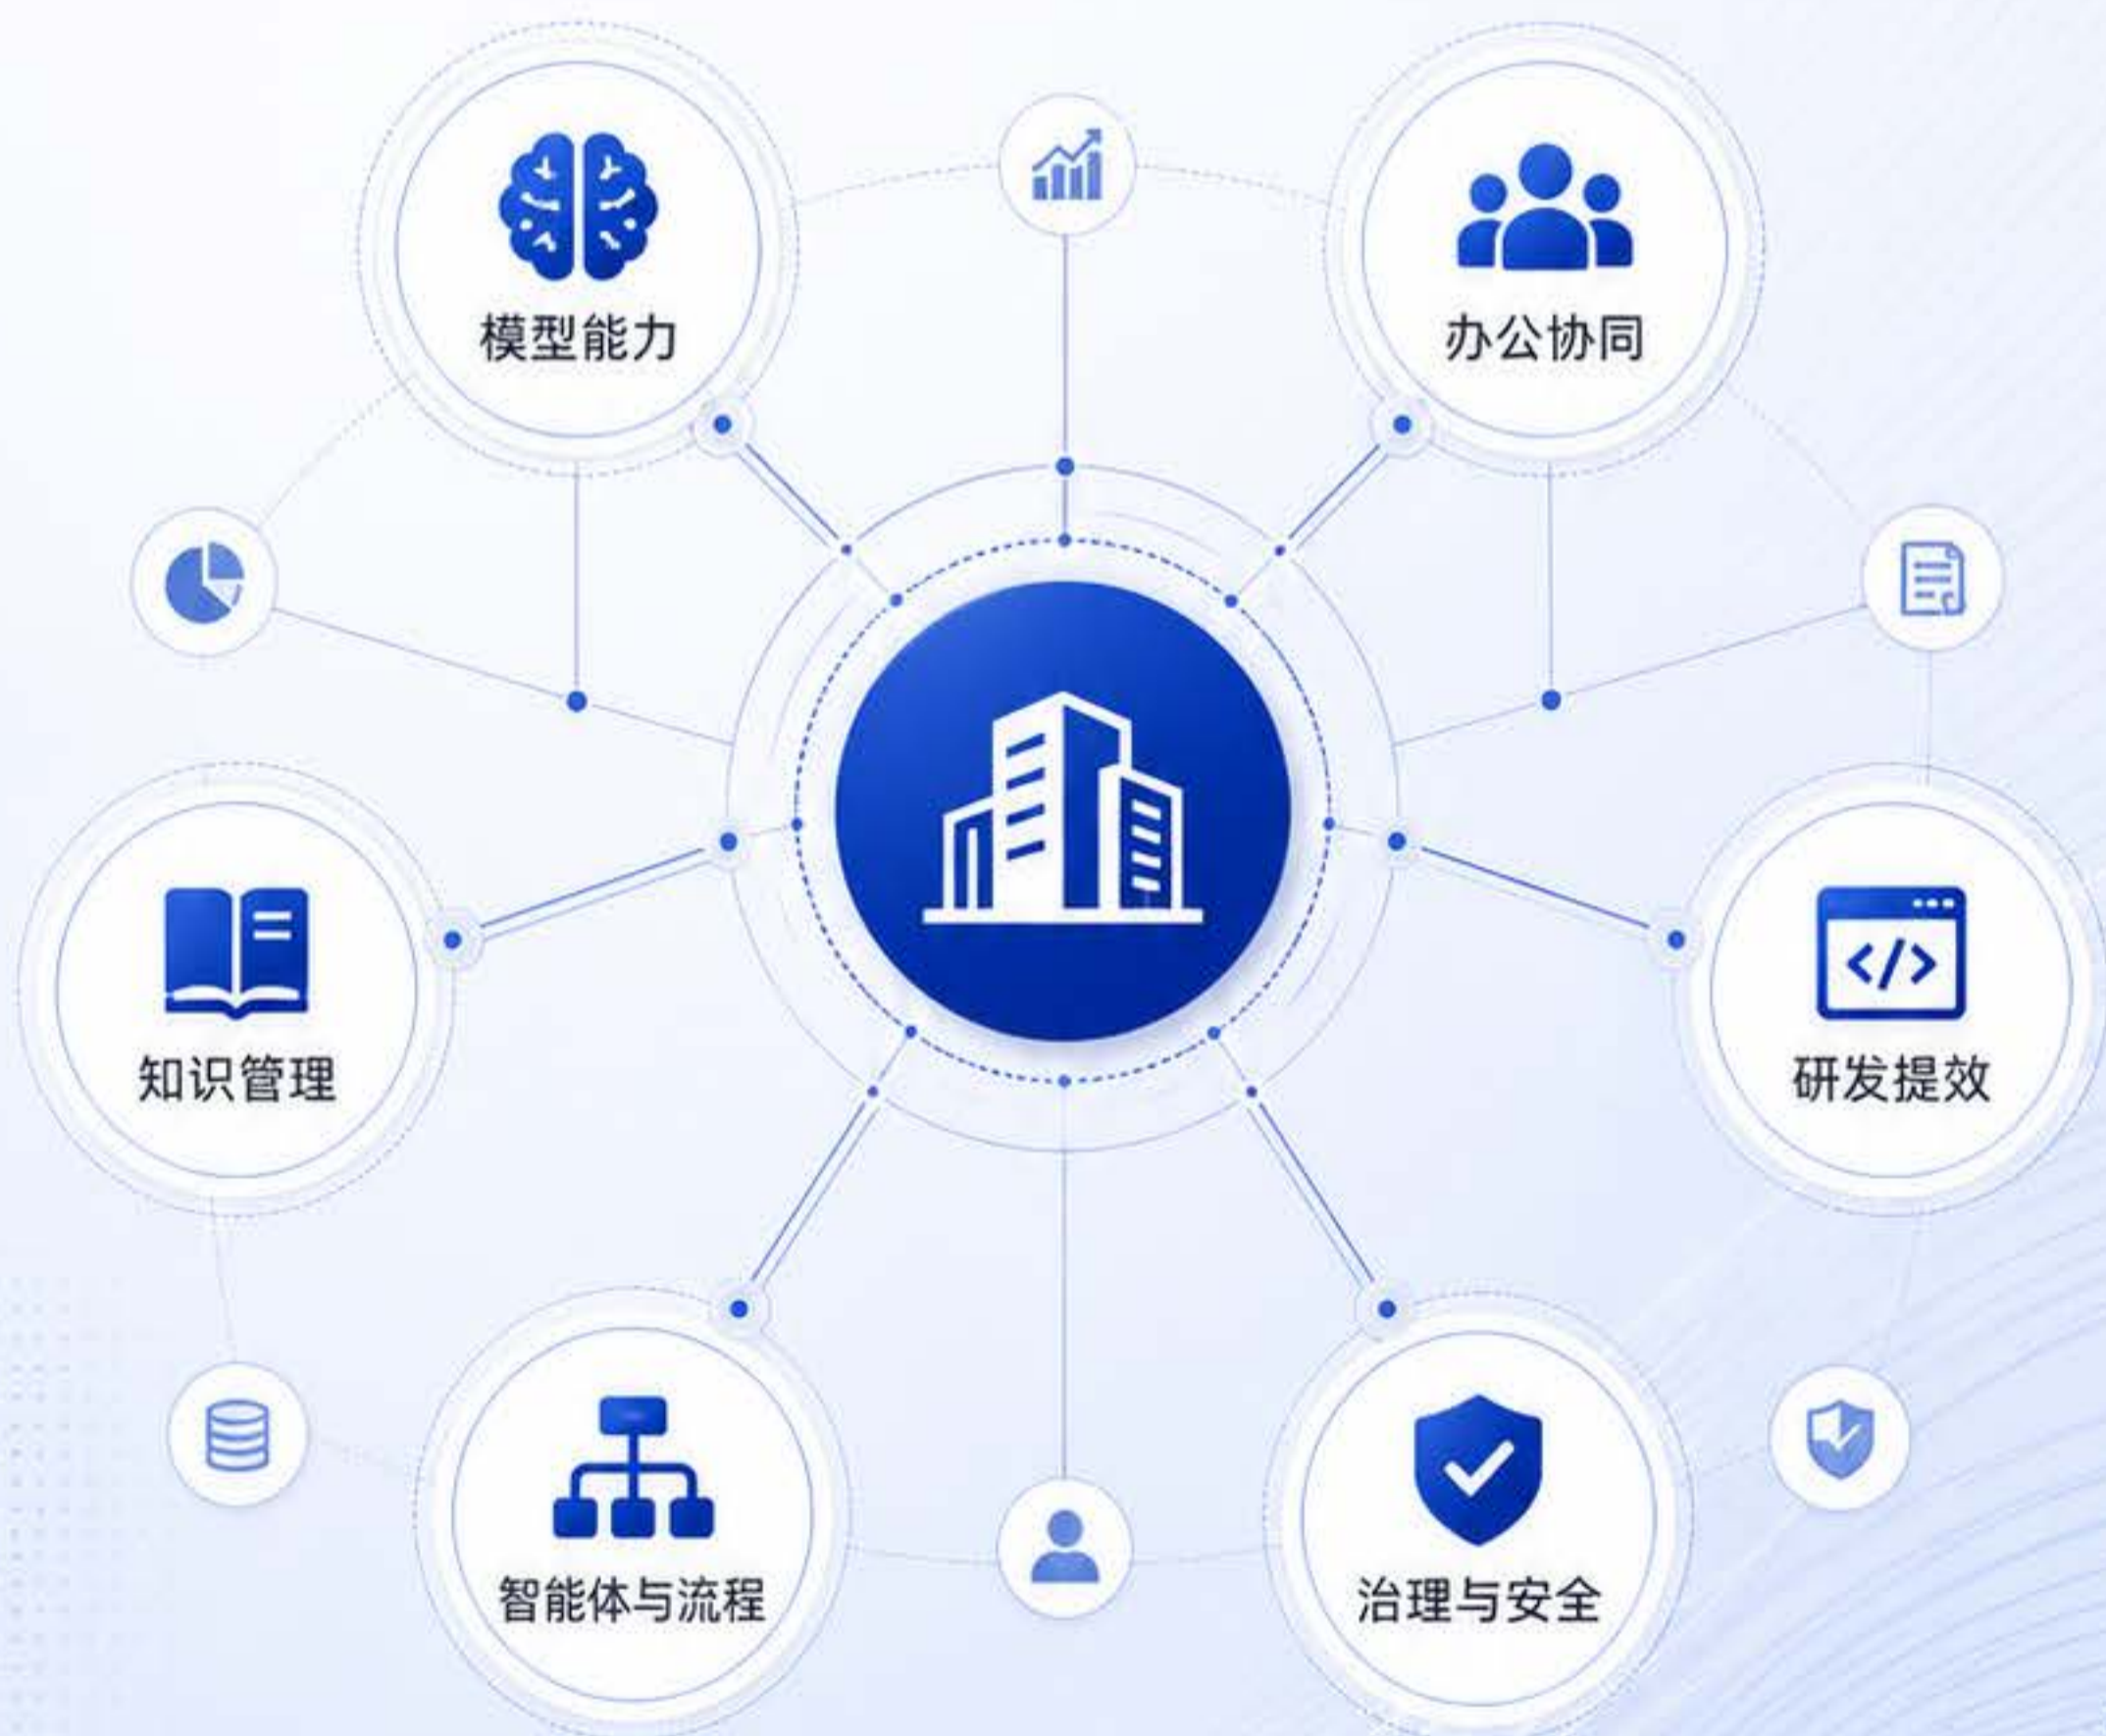 模型能力
办公协同
知识管理
研发提效
智能体与流程
治理与安全